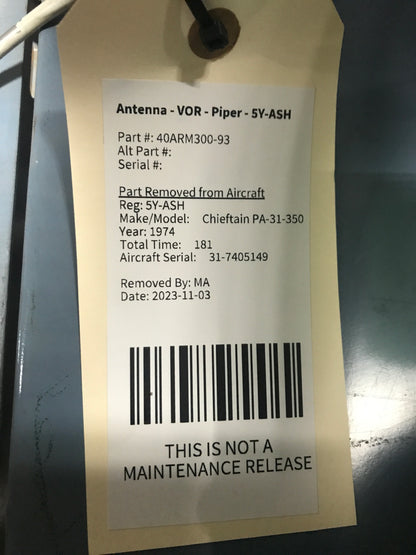 Antenna - VOR - Piper - 5Y-ASH
Part #: 40ARM300-93
Alt Part #:
Serial #:
Part Removed from Aircraft
Reg: 5Y-ASH
Make/Model: Chieftain PA-31-350
Year: 1974
Total Time: 181
Aircraft Serial: 31-7405149
Removed By: MA
Date: 2023-11-03
THIS IS NOT A
MAINTENANCE RELEASE